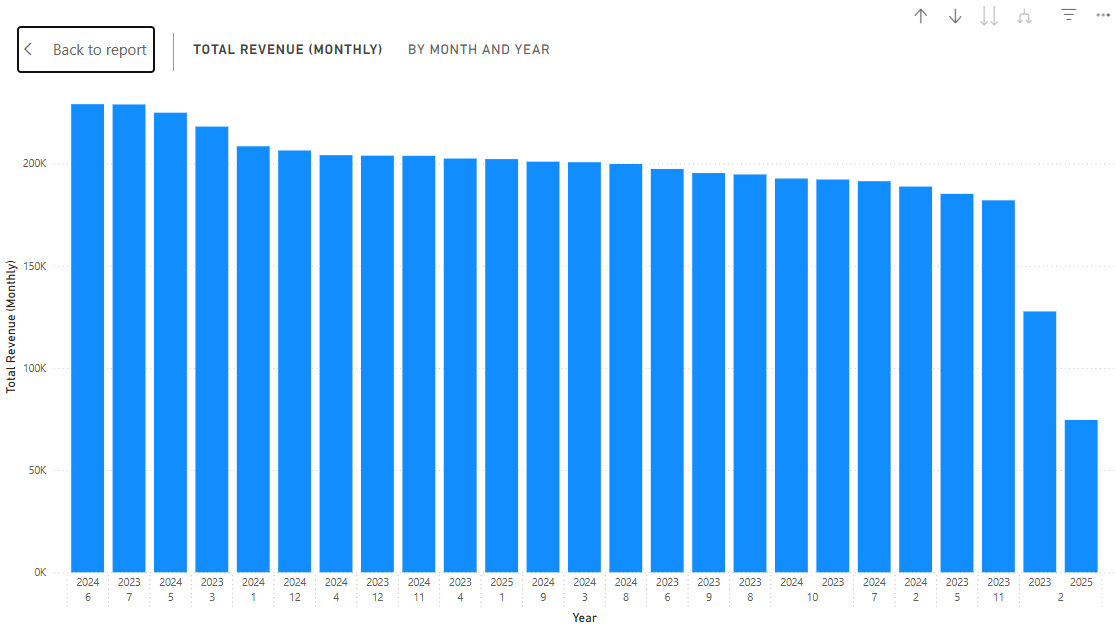 Back to report
TOTAL REVENUE (MONTHLY) BY MONTH AND YEAR
Total Revenue (Monthly)
200K
150K
100K
50K
0K
2024 2023 2024 2023 2024 2024 2024 2023 2024 2023 2025 2024 2024 2024 2023 2023 2023 2024 2023 2024 2024 2023 2023 2023 2025
6 7 5 3 1 12 4 12 11 4 1 9 3 8 6 9 8 10 7 2 5 11 2
Year